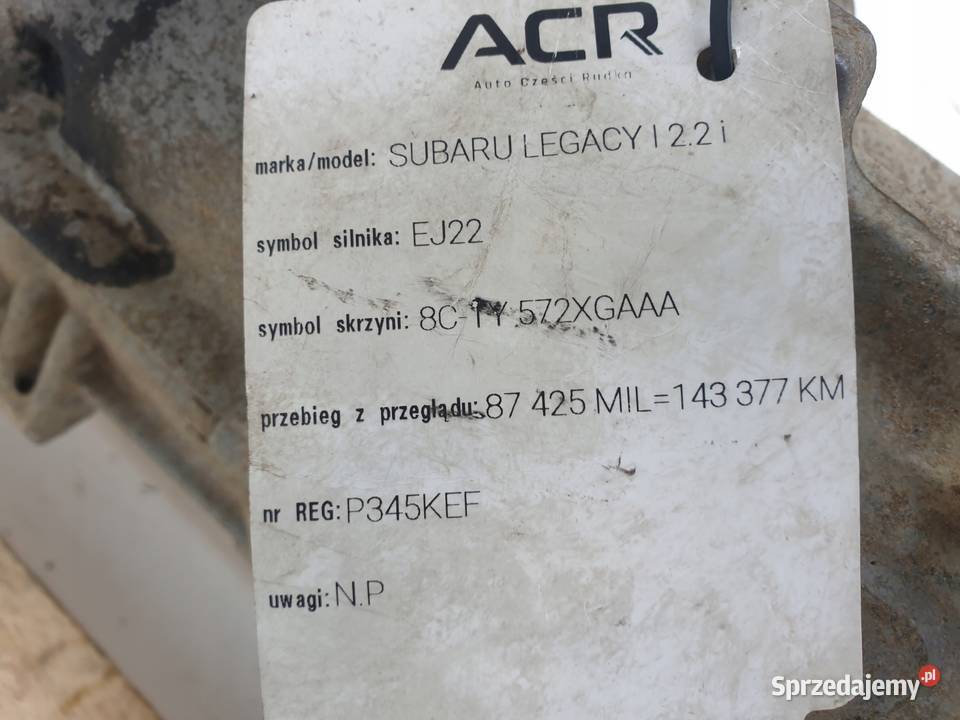 ACR
Auto Części Rudka
marka/model: SUBARU LEGACY I 2.2 i
symbol silnika: EJ22
symbol skrzyni: 8C-TY 572XGAAA
przebieg z przeglądu: 87 425 MIL=143 377 KM
nr REG: P345KEF
uwagi: N.P
Sprzedajemy.pl